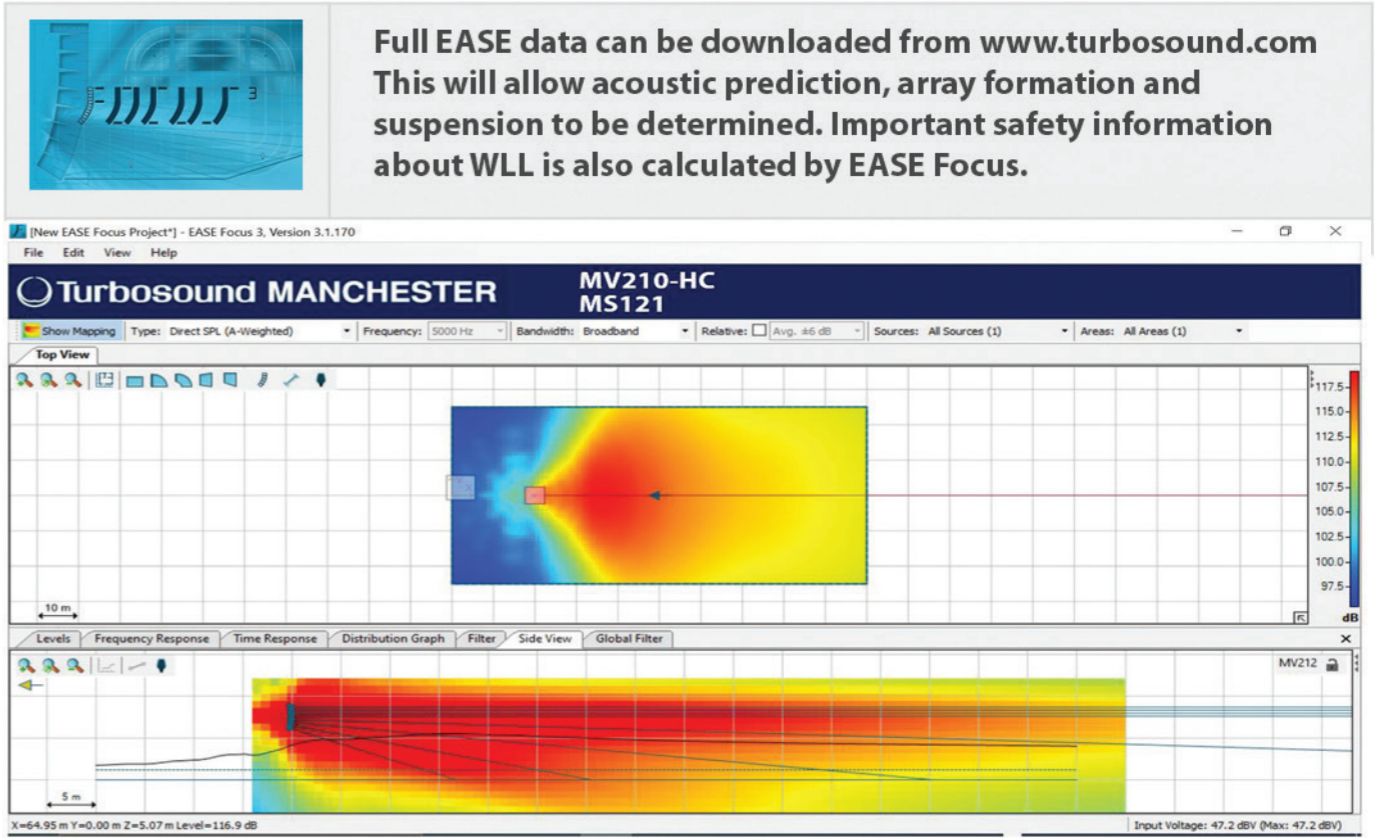 Full EASE data can be downloaded from www.turbosound.com
This will allow acoustic prediction, array formation and
suspension to be determined. Important safety information
about WLL is also calculated by EASE Focus.
[New EASE Focus Project*] - EASE Focus 3, Version 3.1.170
File Edit View Help
Turbosound MANCHESTER
MV210-HC
MS121
Show Mapping Type: Direct SPL (A-Weighted) Frequency: 5000 Hz Bandwidth: Broadband Relative: Avg. ±6 dB Sources: All Sources (1) Areas: All Areas (1)
Top View
117.5
115.0
112.5
110.0
107.5
105.0
102.5
100.0
97.5
dB
10 m
Levels Frequency Response Time Response Distribution Graph Filter Side View Global Filter
MV212
5 m
X=64.95 m Y=0.00 m Z=5.07 m Level=116.9 dB
Input Voltage: 47.2 dBV (Max: 47.2 dBV)